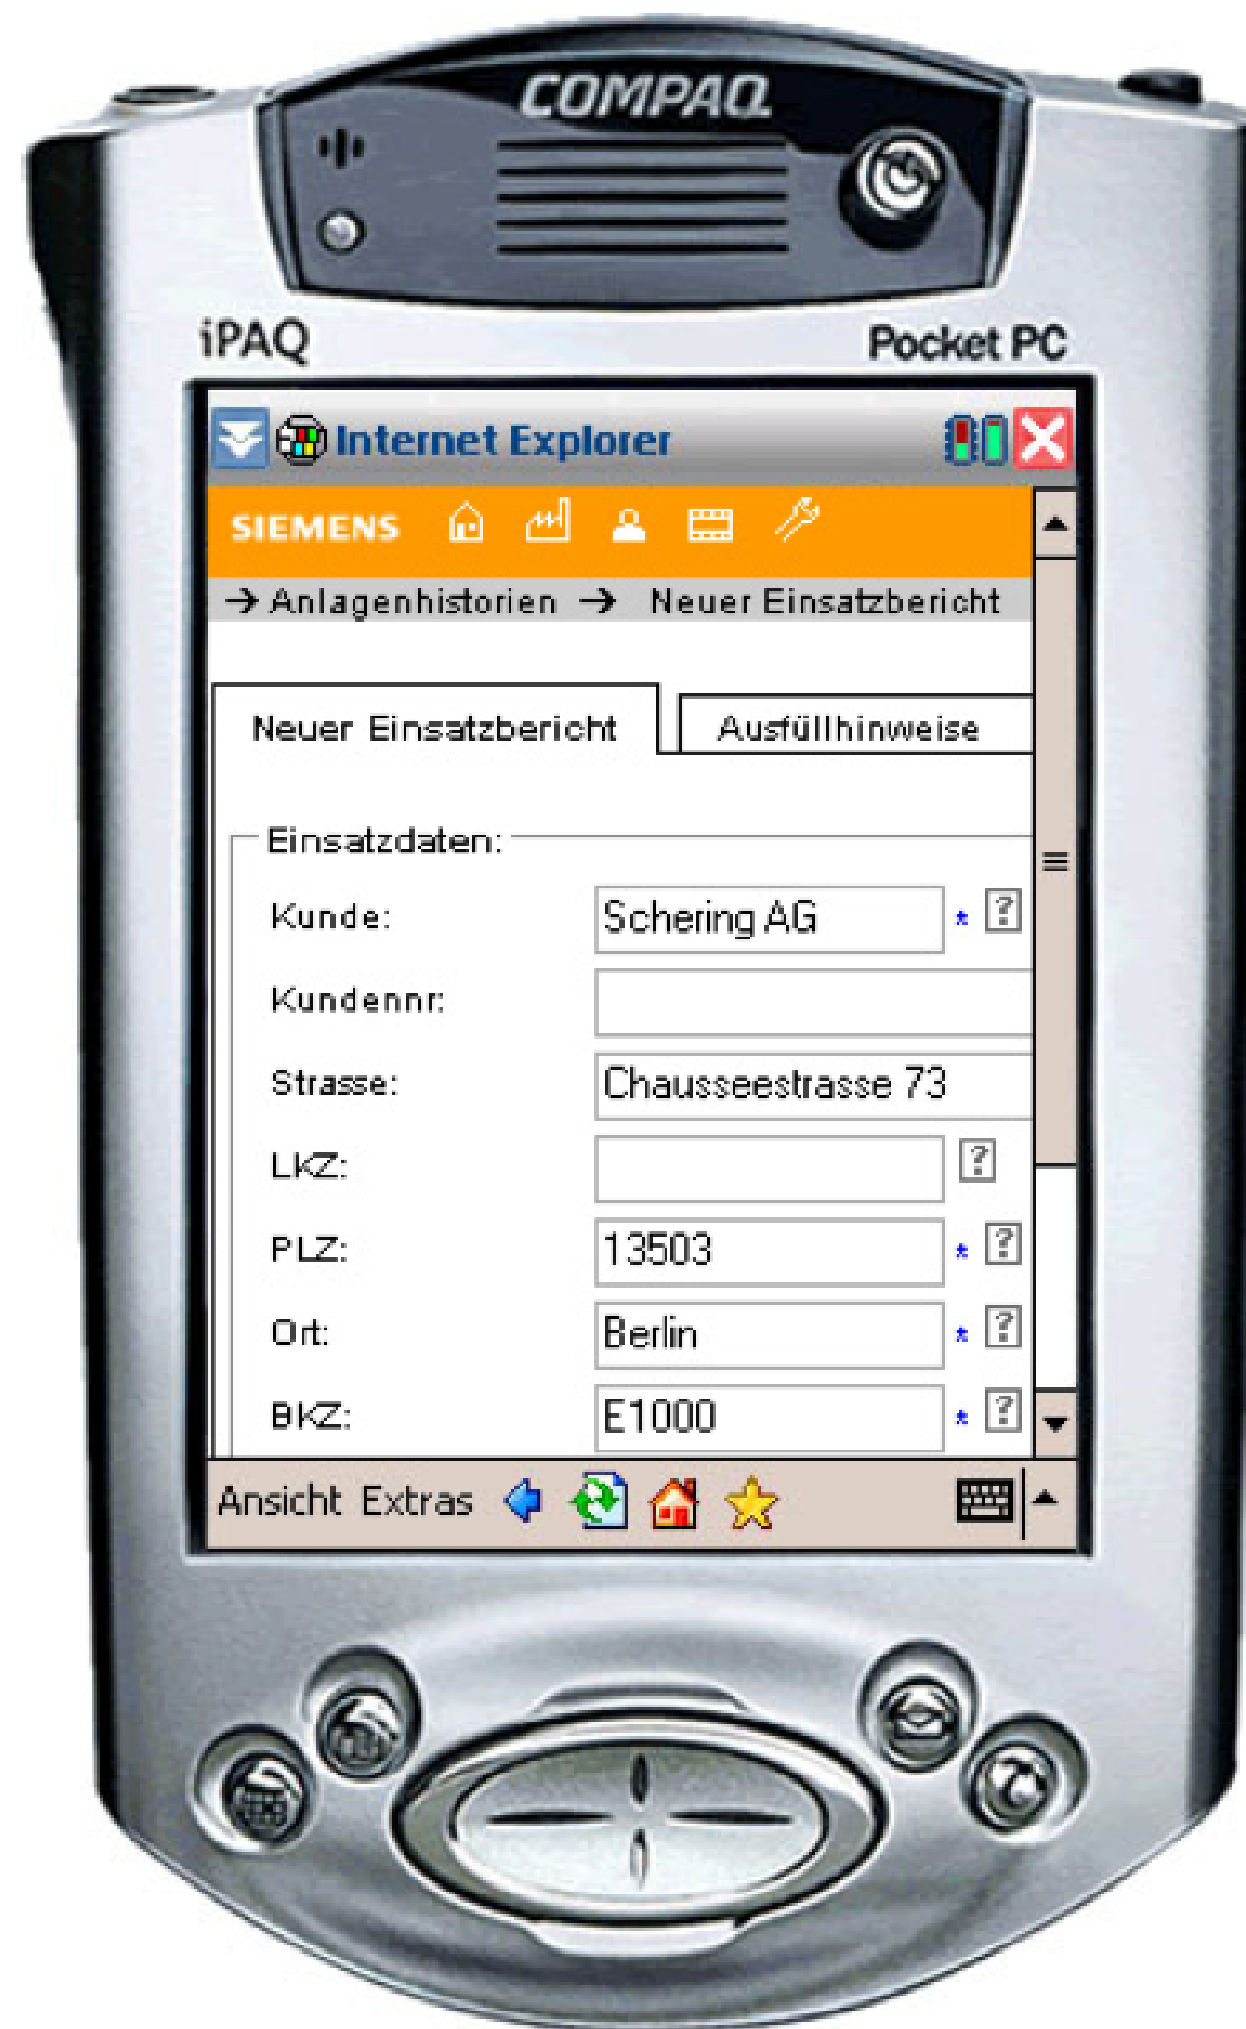 COMPAQ
iPAQ Pocket PC
Internet Explorer
SIEMENS
→ Anlagenhistorien → Neuer Einsatzbericht
Neuer Einsatzbericht Ausfüllhinweise
Einsatzdaten:
Kunde: Schering AG * ?
Kundennr:
Strasse: Chausseestrasse 73
LKZ: ?
PLZ: 13503 * ?
Ort: Berlin * ?
BKZ: E1000 * ?
Ansicht Extras